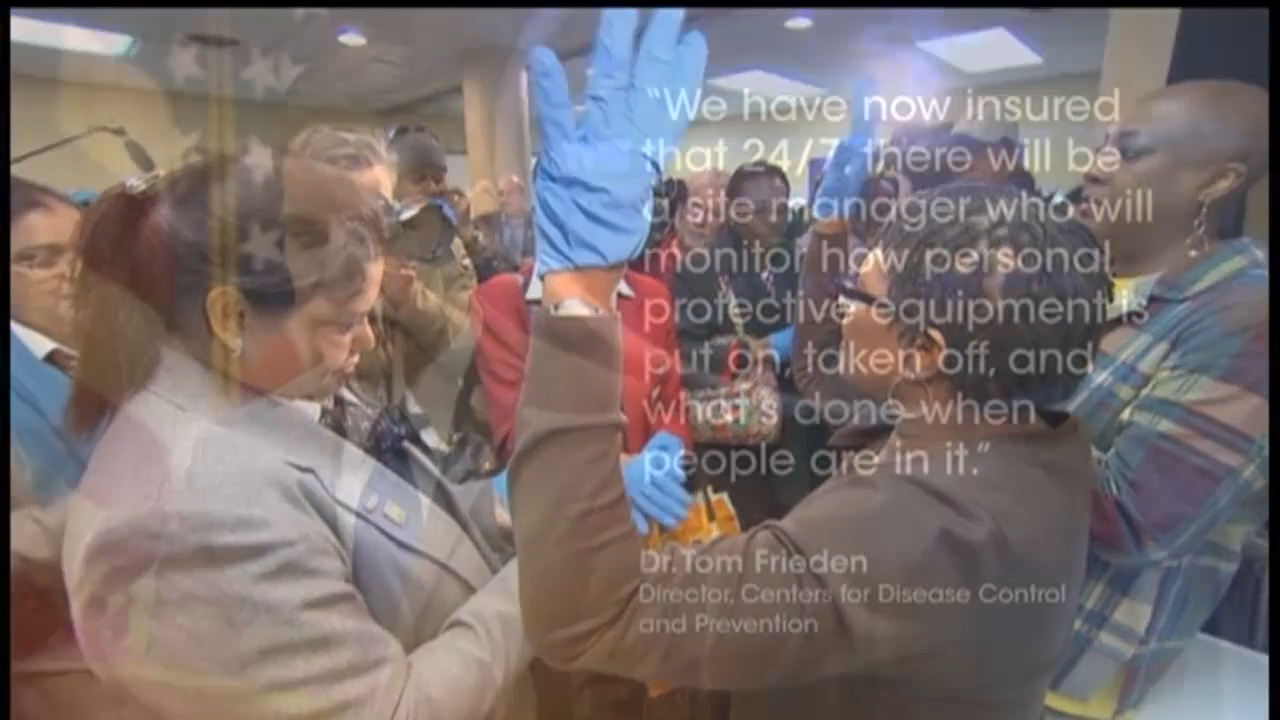 “We have now insured
that 24/7, there will be
a site manager who will
monitor how personal
protective equipment is
put on, taken off, and
what's done when
people are in it.”
Dr. Tom Frieden
Director, Centers for Disease Control
and Prevention